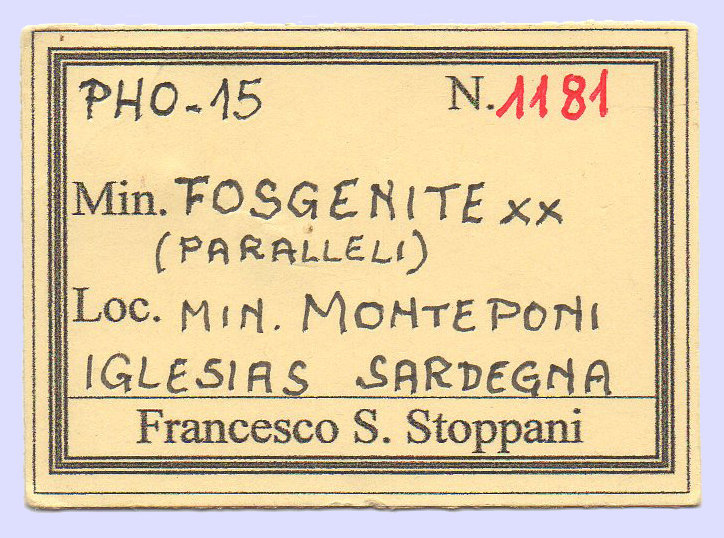 PHO-15 N. 1181
Min. FOSGENITE xx
(PARALLELI)
Loc. MIN. MONTEPONI
IGLESIAS SARDEGNA
Francesco S. Stoppani